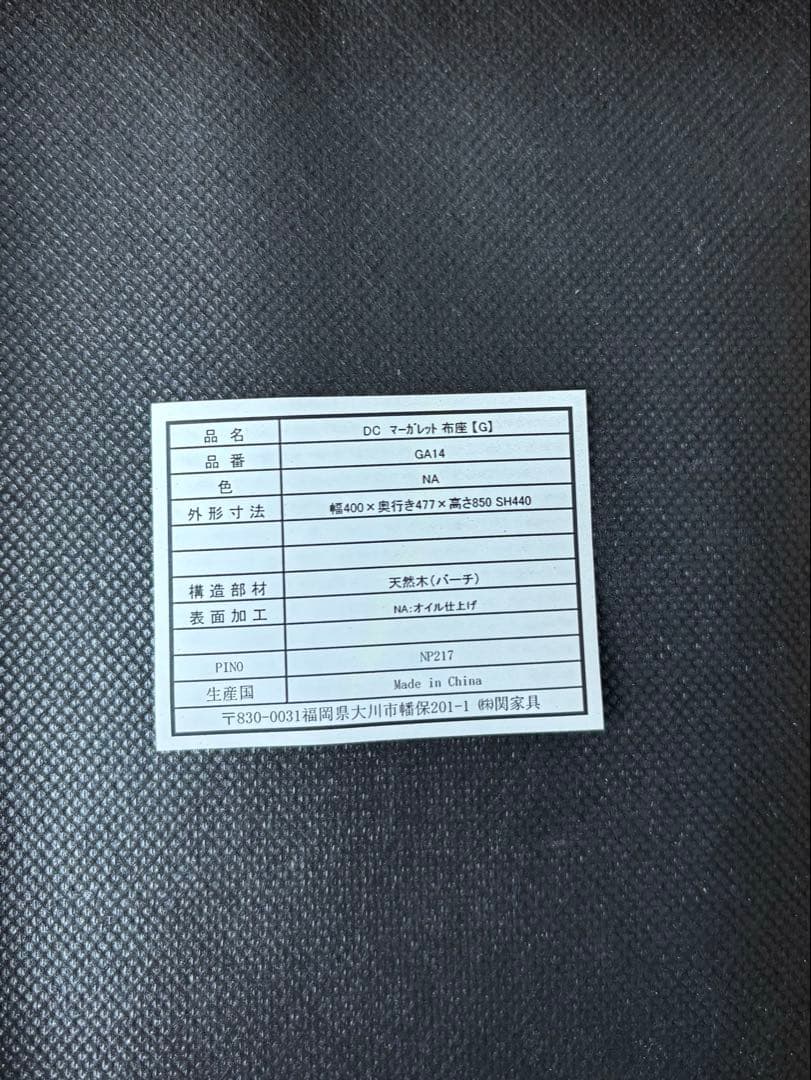 品名 DC マーガレット 布座【G】
品番 GA14
色 NA
外形寸法 幅400×奥行き477×高さ850 SH440
構造部材 天然木(バーチ)
表面加工 NA:オイル仕上げ
PINO NP217
生産国 Made in China
〒830-0031福岡県大川市幡保201-1 ㈱関家具